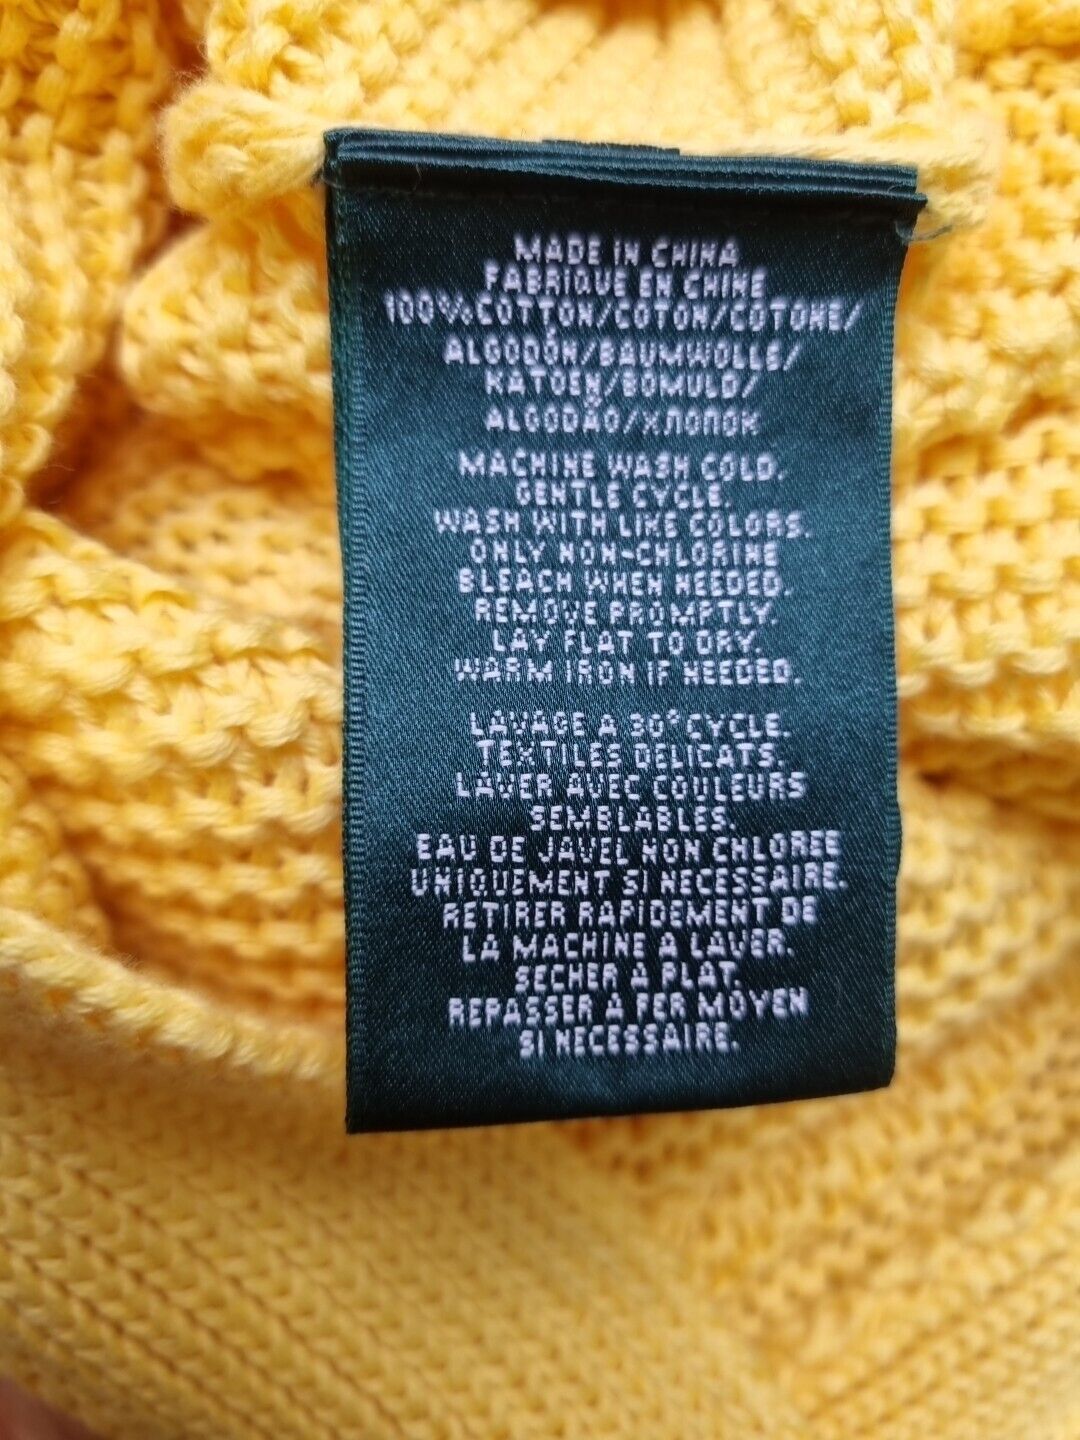 MADE IN CHINA
FABRIQUE EN CHINE
100%COTTON/COTON/COTONE/
ALGODÓN/BAUMWOLLE/
KATOEN/BOMULD/
ALGODÃO/ХЛОПОК
MACHINE WASH COLD.
GENTLE CYCLE.
WASH WITH LIKE COLORS.
ONLY NON-CHLORINE
BLEACH WHEN NEEDED.
REMOVE PROMPTLY.
LAY FLAT TO DRY.
WARM IRON IF NEEDED.
LAVAGE A 30° CYCLE.
TEXTILES DELICATS.
LAVER AVEC COULEURS
SEMBLABLES.
EAU DE JAVEL NON CHLOREE
UNIQUEMENT SI NECESSAIRE.
RETIRER RAPIDEMENT DE
LA MACHINE A LAVER.
SECHER A PLAT.
REPASSER A FER MOYEN
SI NECESSAIRE.